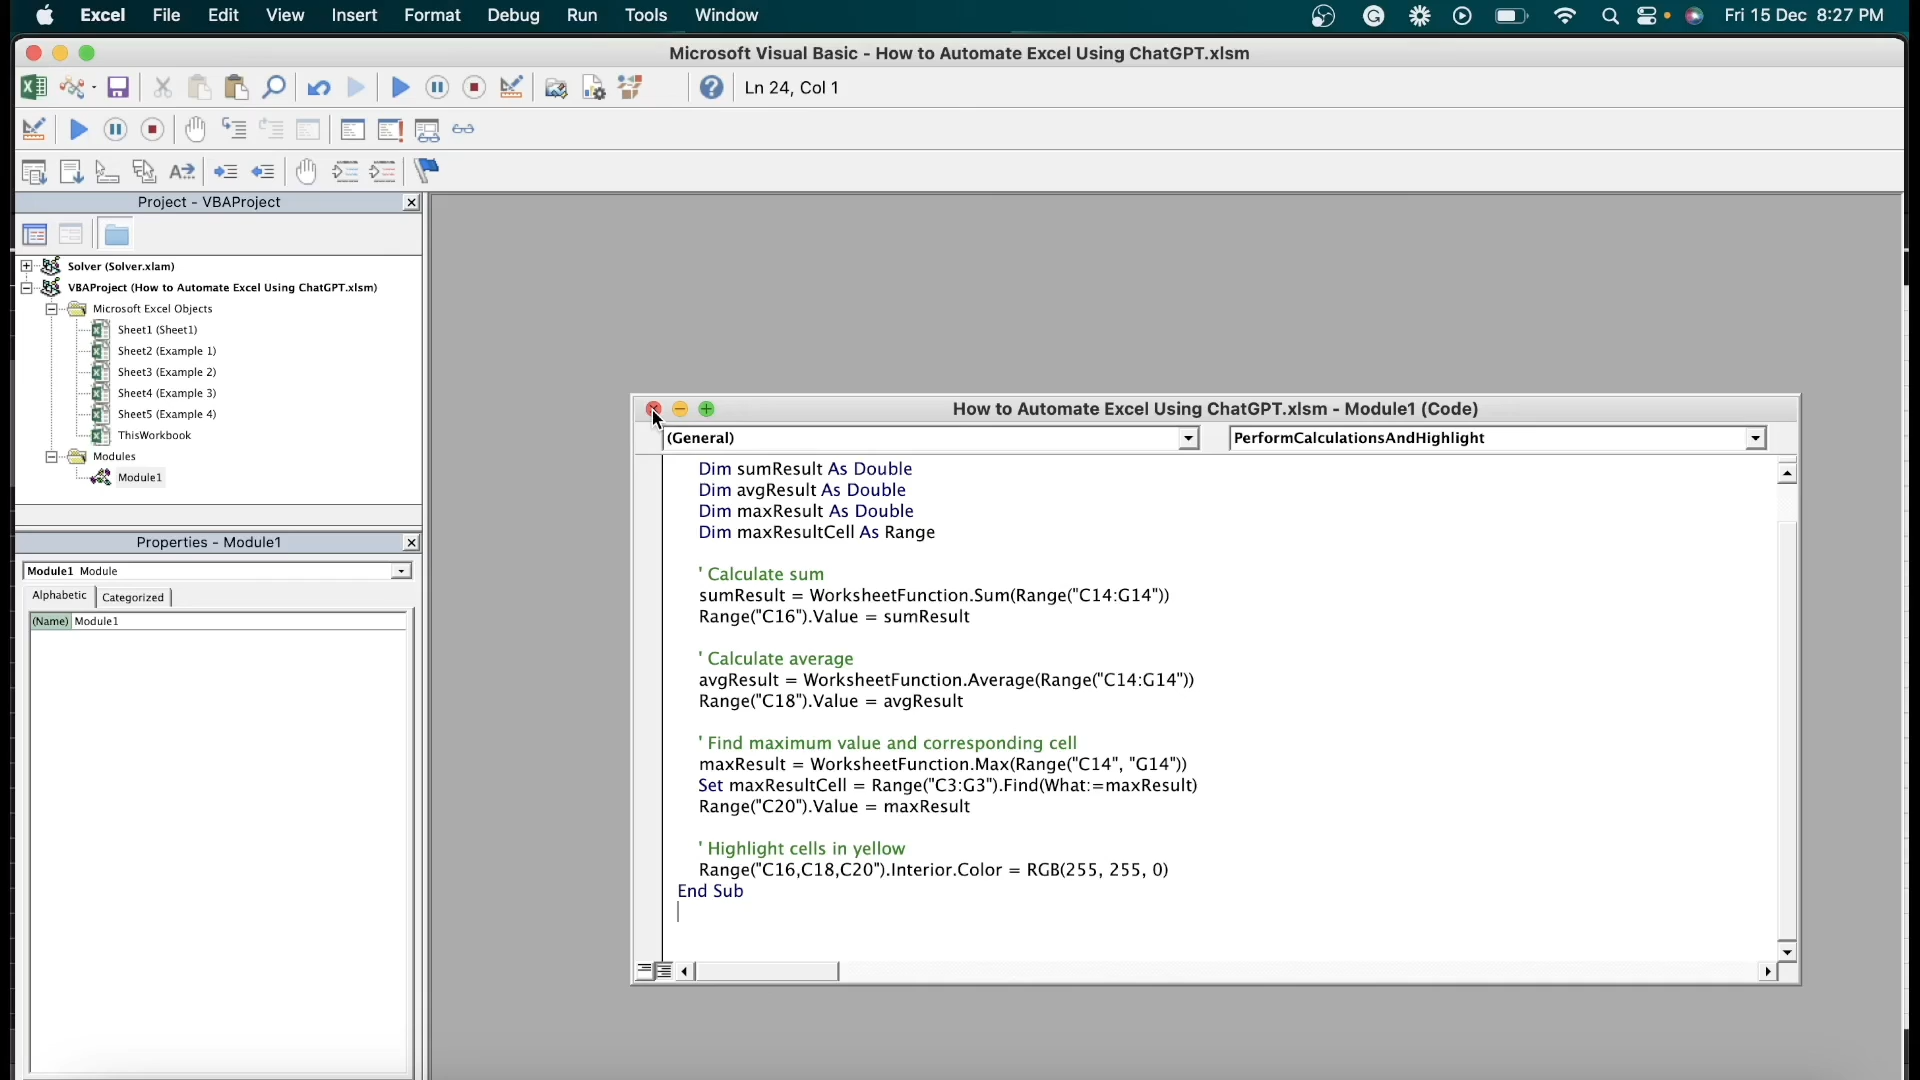 Excel File Edit View Insert Format Debug Run Tools Window Fri 15 Dec 8:27 PM
Microsoft Visual Basic - How to Automate Excel Using ChatGPT.xlsm
Ln 24, Col 1
Project - VBAProject
Solver (Solver.xlam)
VBAProject (How to Automate Excel Using ChatGPT.xlsm)
Microsoft Excel Objects
Sheet1 (Sheet1)
Sheet2 (Example 1)
Sheet3 (Example 2)
Sheet4 (Example 3)
Sheet5 (Example 4)
ThisWorkbook
Modules
Module1
Properties - Module1
Module1 Module
Alphabetic Categorized
(Name) Module1
How to Automate Excel Using ChatGPT.xlsm - Module1 (Code)
(General) PerformCalculationsAndHighlight
Dim sumResult As Double
Dim avgResult As Double
Dim maxResult As Double
Dim maxResultCell As Range
' Calculate sum
sumResult = WorksheetFunction.Sum(Range("C14:G14"))
Range("C16").Value = sumResult
' Calculate average
avgResult = WorksheetFunction.Average(Range("C14:G14"))
Range("C18").Value = avgResult
' Find maximum value and corresponding cell
maxResult = WorksheetFunction.Max(Range("C14", "G14"))
Set maxResultCell = Range("C3:G3").Find(What:=maxResult)
Range("C20").Value = maxResult
' Highlight cells in yellow
Range("C16,C18,C20").Interior.Color = RGB(255, 255, 0)
End Sub